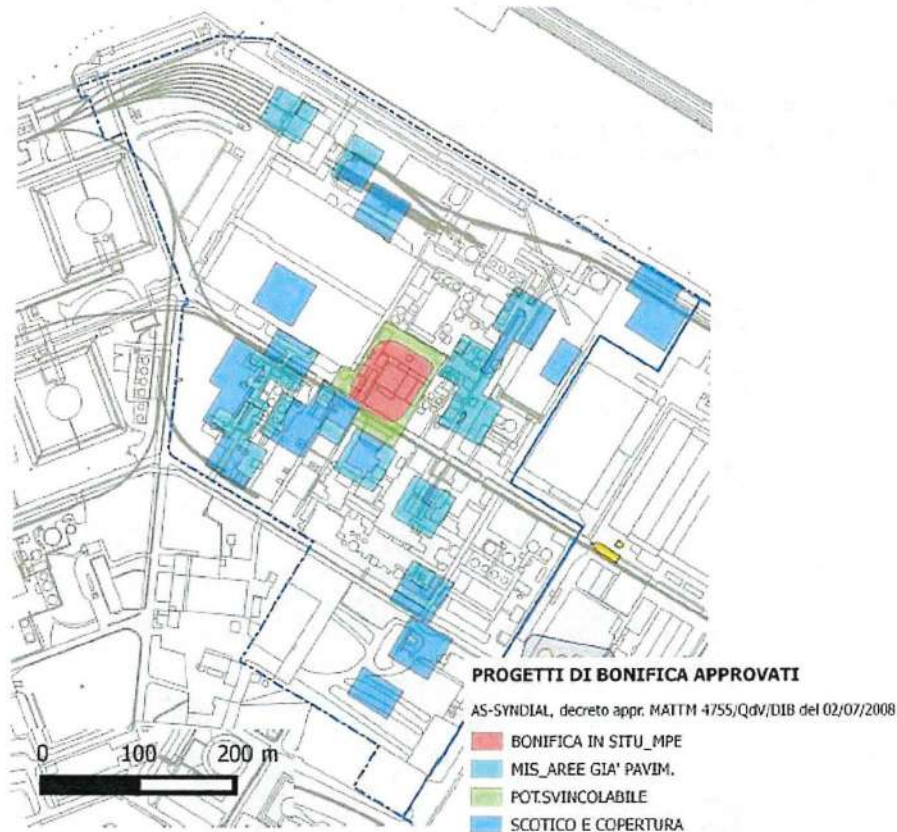 PROGETTI DI BONIFICA APPROVATI
AS-SYNDIAL, decreto appr. MATTM 4755/QdV/DIB del 02/07/2008
BONIFICA IN SITU_MPE
MIS_AREE GIA' PAVIM.
POT.SVINCOLABILE
SCOTICO E COPERTURA
0 100 200 m